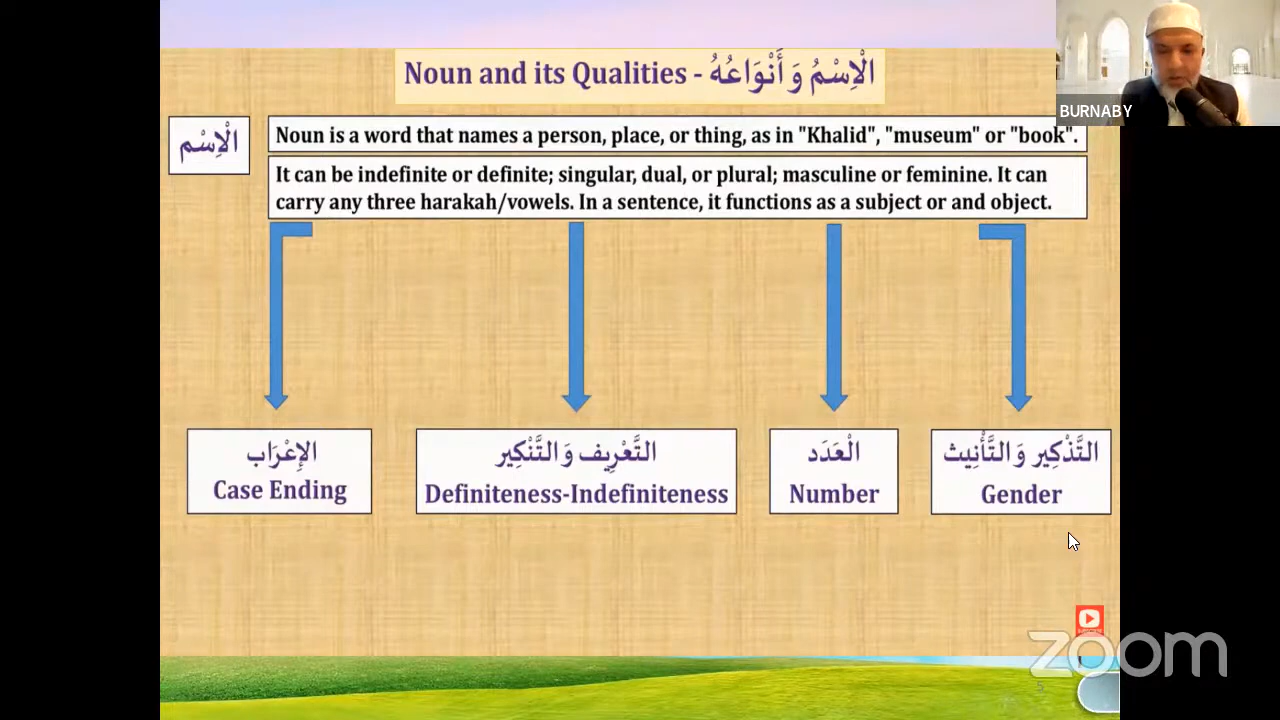 Noun and its Qualities - الْاِسْمُ وَ أَنْوَاعُهُ
BURNABY
الْاِسْم
Noun is a word that names a person, place, or thing, as in "Khalid", "museum" or "book".
It can be indefinite or definite; singular, dual, or plural; masculine or feminine. It can
carry any three harakah/vowels. In a sentence, it functions as a subject or and object.
الإِعْرَاب
Case Ending
التَّعْرِيف وَ التَّنْكِير
Definiteness-Indefiniteness
الْعَدَد
Number
التَّذْكِير وَ التَّأْنِيث
Gender
zoom
5